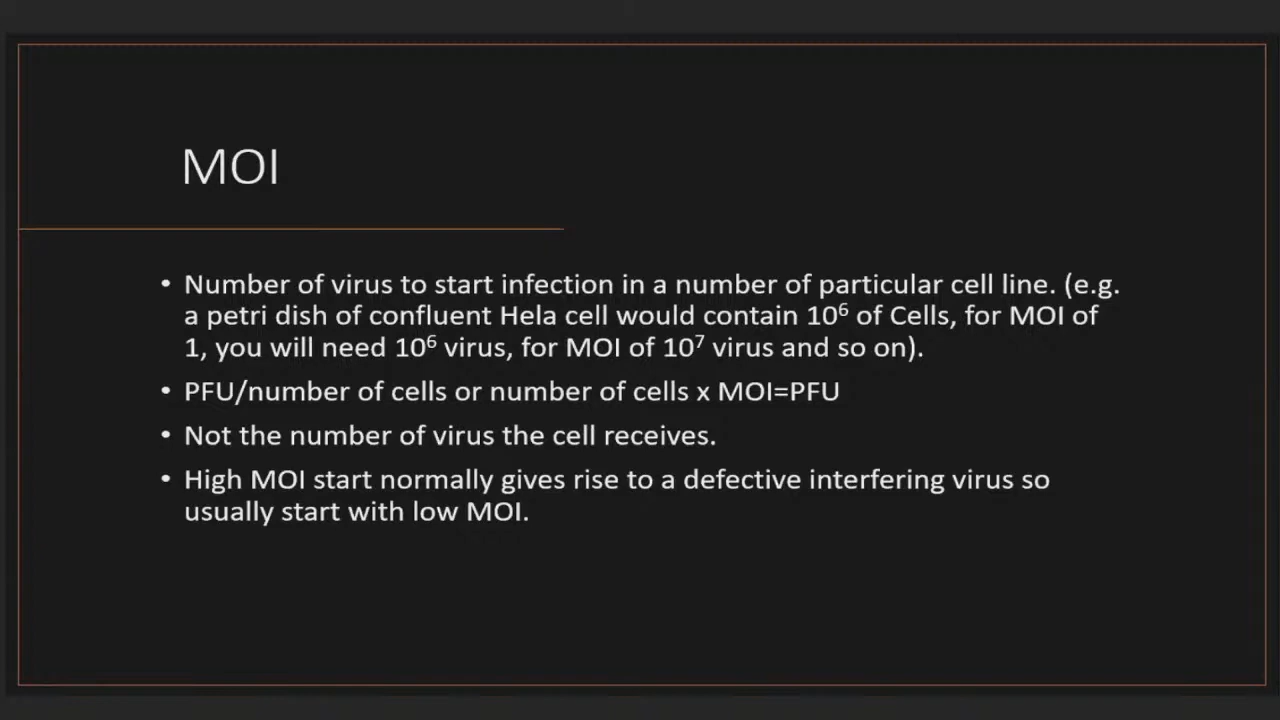 MOI
• Number of virus to start infection in a number of particular cell line. (e.g.
a petri dish of confluent Hela cell would contain 10⁶ of Cells, for MOI of
1, you will need 10⁶ virus, for MOI of 10⁷ virus and so on).
• PFU/number of cells or number of cells x MOI=PFU
• Not the number of virus the cell receives.
• High MOI start normally gives rise to a defective interfering virus so
usually start with low MOI.